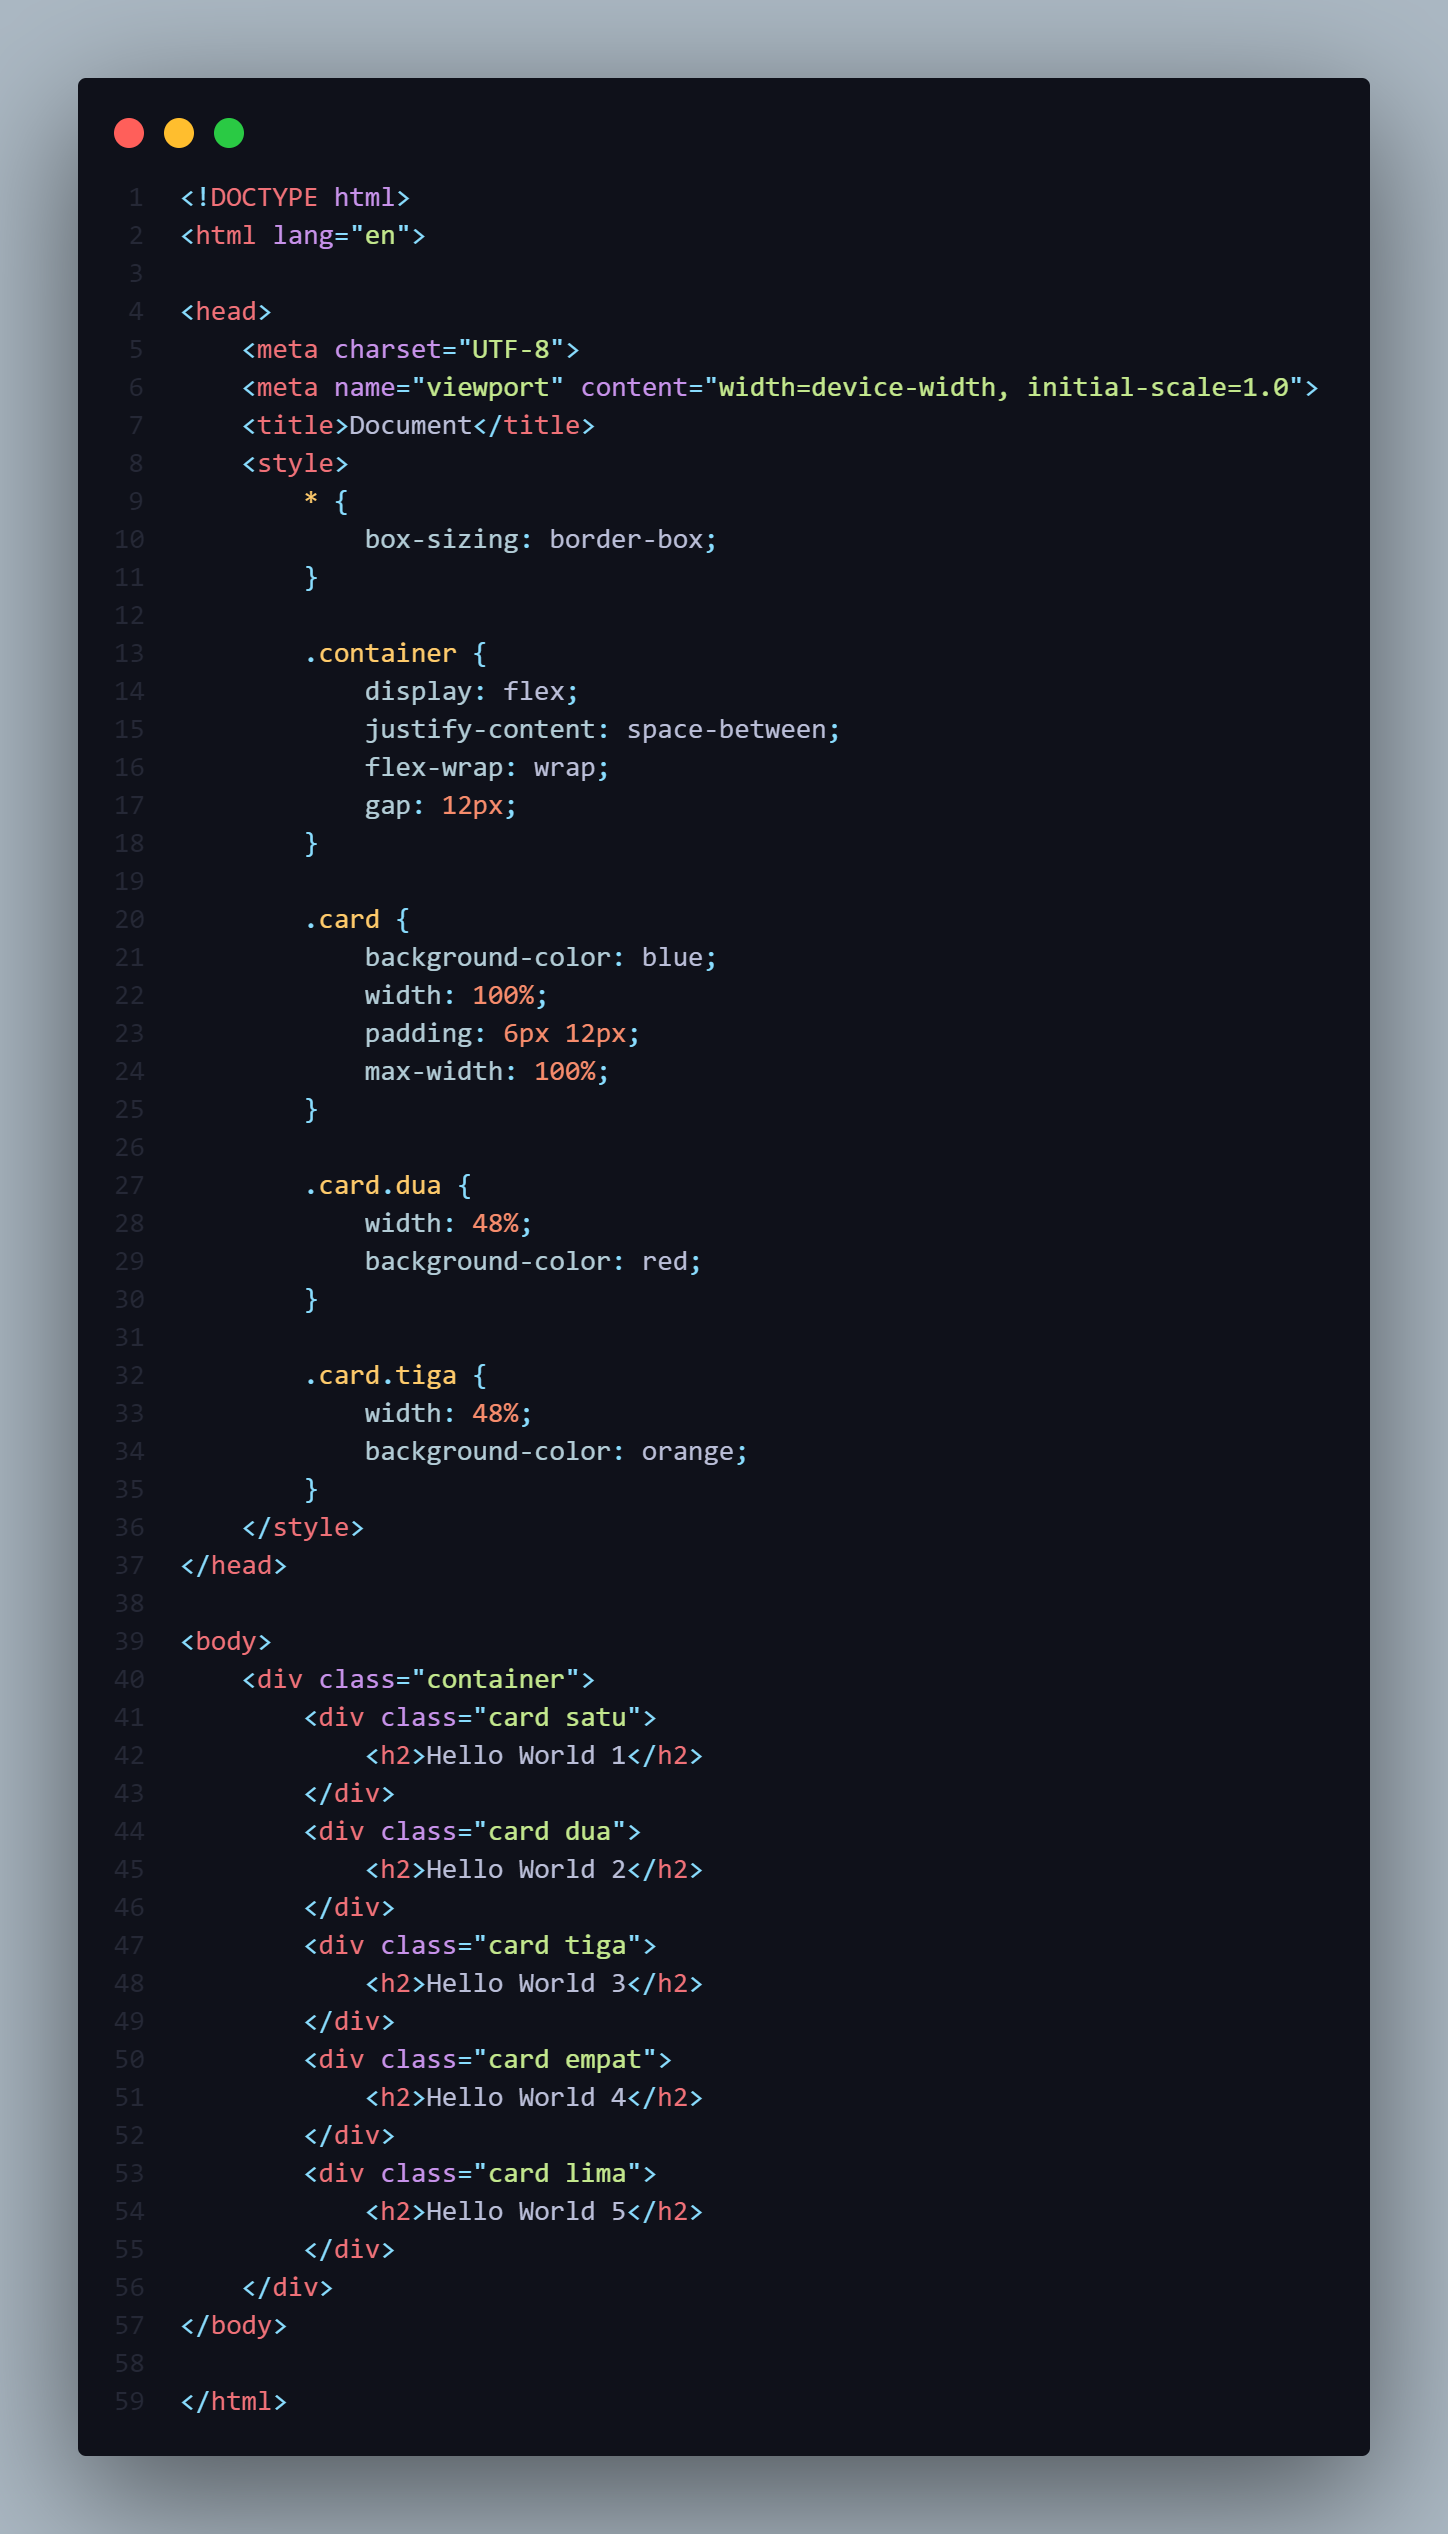 1 <!DOCTYPE html>
2 <html lang="en">
3
4 <head>
5     <meta charset="UTF-8">
6     <meta name="viewport" content="width=device-width, initial-scale=1.0">
7     <title>Document</title>
8     <style>
9         * {
10             box-sizing: border-box;
11         }
12
13         .container {
14             display: flex;
15             justify-content: space-between;
16             flex-wrap: wrap;
17             gap: 12px;
18         }
19
20         .card {
21             background-color: blue;
22             width: 100%;
23             padding: 6px 12px;
24             max-width: 100%;
25         }
26
27         .card.dua {
28             width: 48%;
29             background-color: red;
30         }
31
32         .card.tiga {
33             width: 48%;
34             background-color: orange;
35         }
36     </style>
37 </head>
38
39 <body>
40     <div class="container">
41         <div class="card satu">
42             <h2>Hello World 1</h2>
43         </div>
44         <div class="card dua">
45             <h2>Hello World 2</h2>
46         </div>
47         <div class="card tiga">
48             <h2>Hello World 3</h2>
49         </div>
50         <div class="card empat">
51             <h2>Hello World 4</h2>
52         </div>
53         <div class="card lima">
54             <h2>Hello World 5</h2>
55         </div>
56     </div>
57 </body>
58
59 </html>